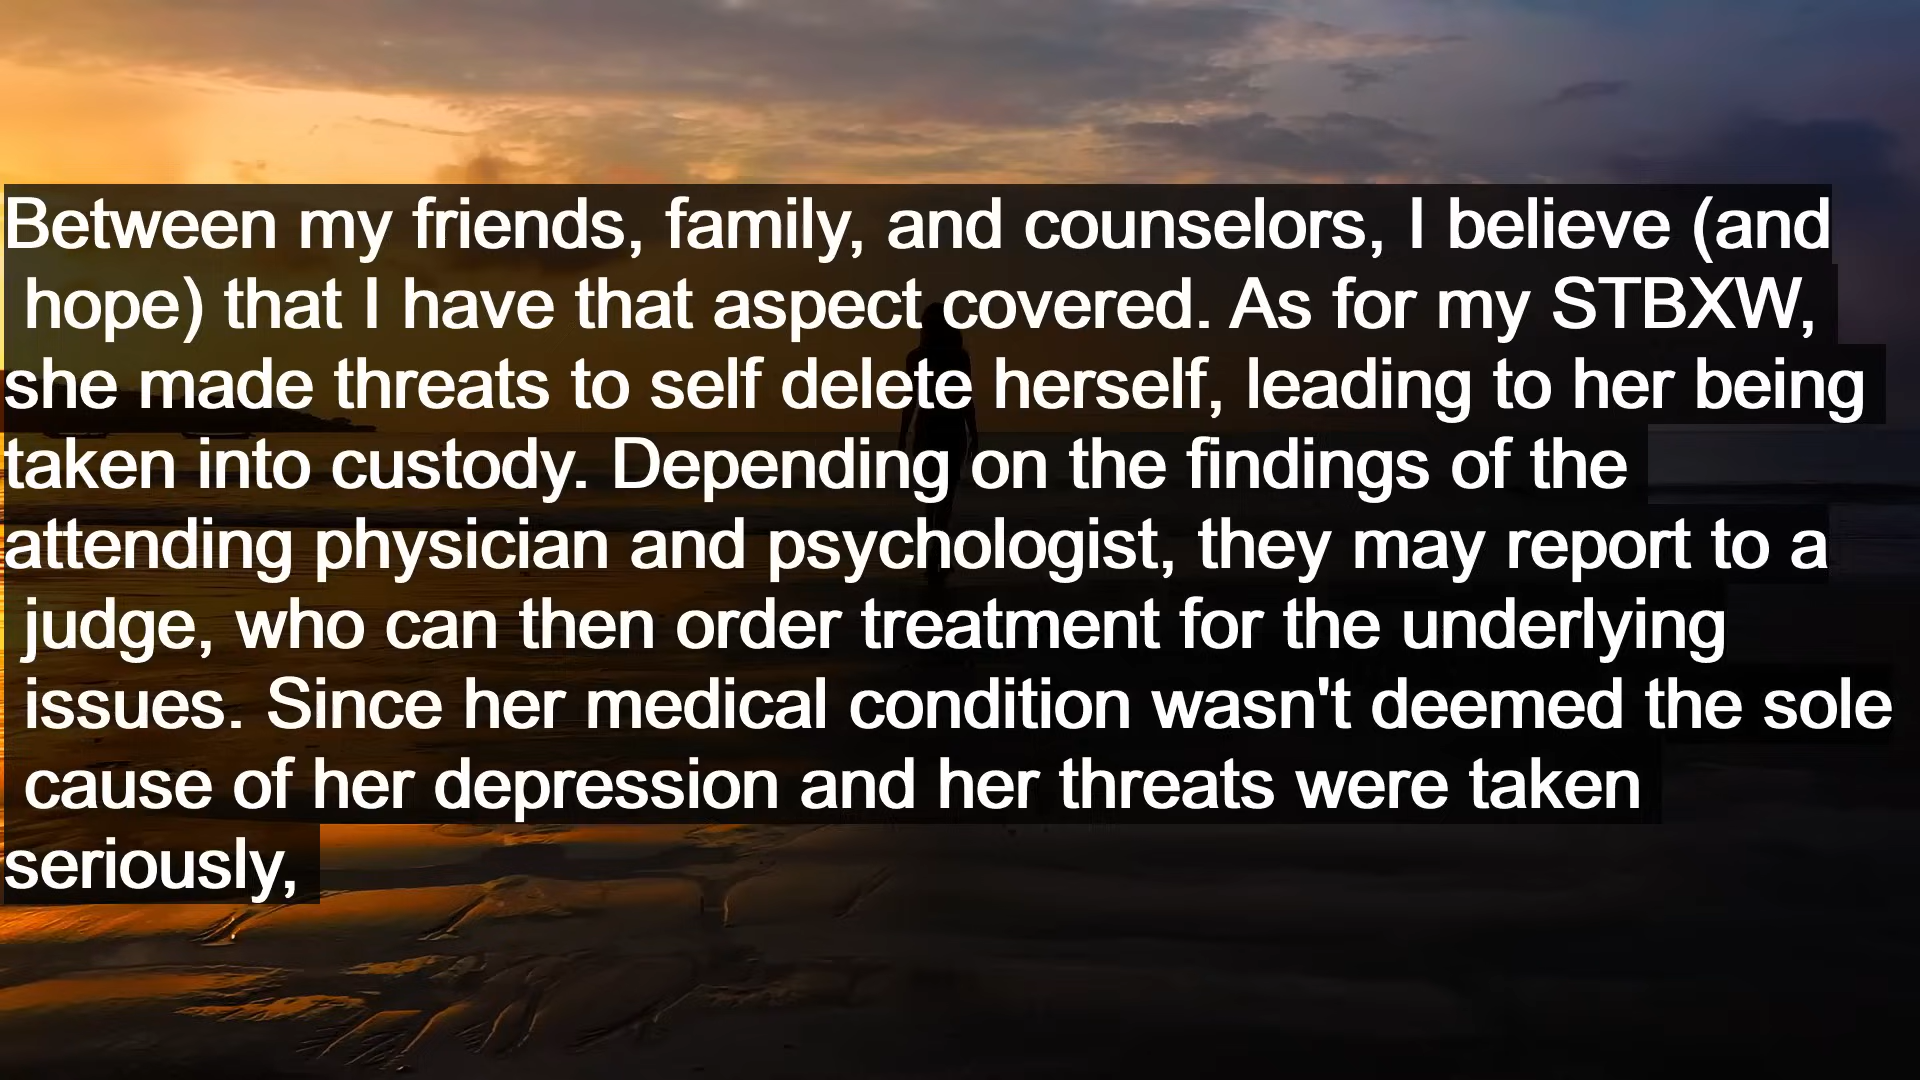 Between my friends, family, and counselors, I believe (and
hope) that I have that aspect covered. As for my STBXW,
she made threats to self delete herself, leading to her being
taken into custody. Depending on the findings of the
attending physician and psychologist, they may report to a
judge, who can then order treatment for the underlying
issues. Since her medical condition wasn't deemed the sole
cause of her depression and her threats were taken
seriously,